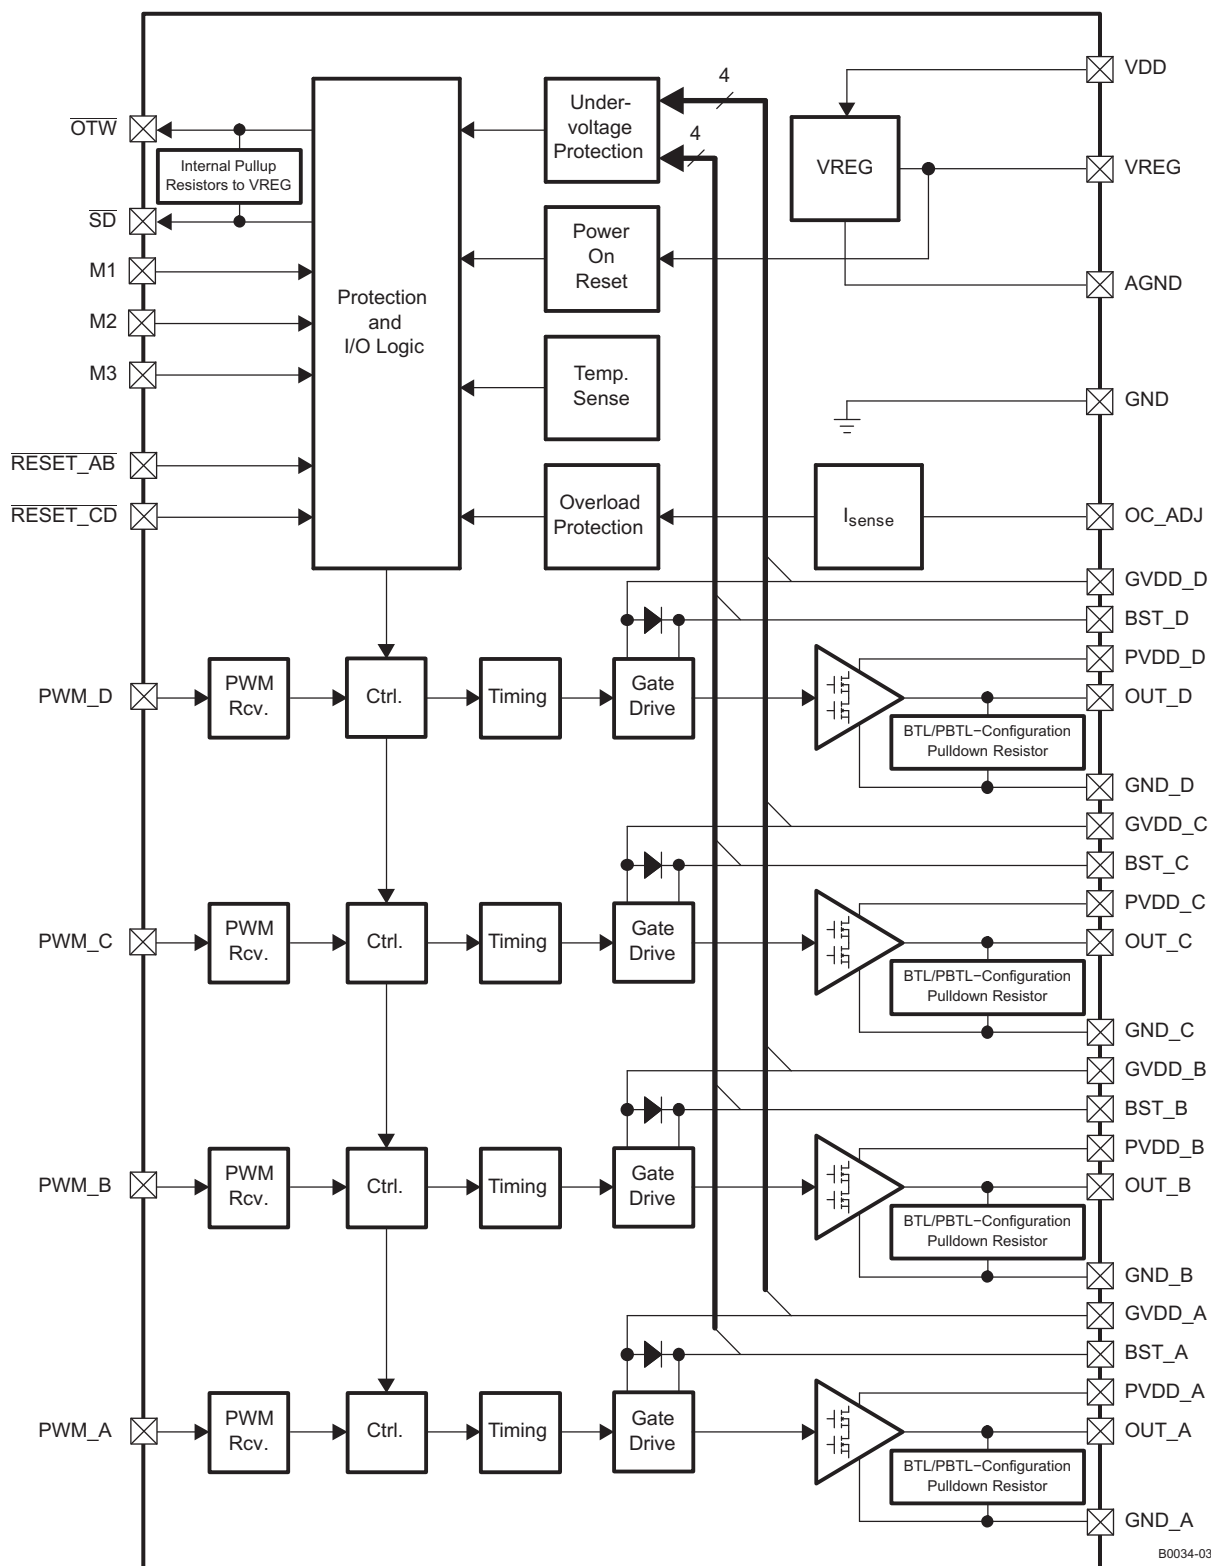 4
VDD
Under-
voltage
Protection
OTW
4
Internal Pullup
Resistors to VREG
VREG
VREG
SD
Power
On
Reset
M1
AGND
Protection
and
I/O Logic
M2
M3
Temp.
Sense
GND
RESET_AB
Overload
Protection
Isense
RESET_CD
OC_ADJ
GVDD_D
BST_D
PVDD_D
PWM_D
PWM
Rcv.
Ctrl.
Timing
Gate
Drive
OUT_D
BTL/PBTL−Configuration
Pulldown Resistor
GND_D
GVDD_C
BST_C
PVDD_C
PWM_C
PWM
Rcv.
Ctrl.
Timing
Gate
Drive
OUT_C
BTL/PBTL−Configuration
Pulldown Resistor
GND_C
GVDD_B
BST_B
PVDD_B
PWM_B
PWM
Rcv.
Ctrl.
Timing
Gate
Drive
OUT_B
BTL/PBTL−Configuration
Pulldown Resistor
GND_B
GVDD_A
BST_A
PVDD_A
PWM_A
PWM
Rcv.
Ctrl.
Timing
Gate
Drive
OUT_A
BTL/PBTL−Configuration
Pulldown Resistor
GND_A
B0034-03